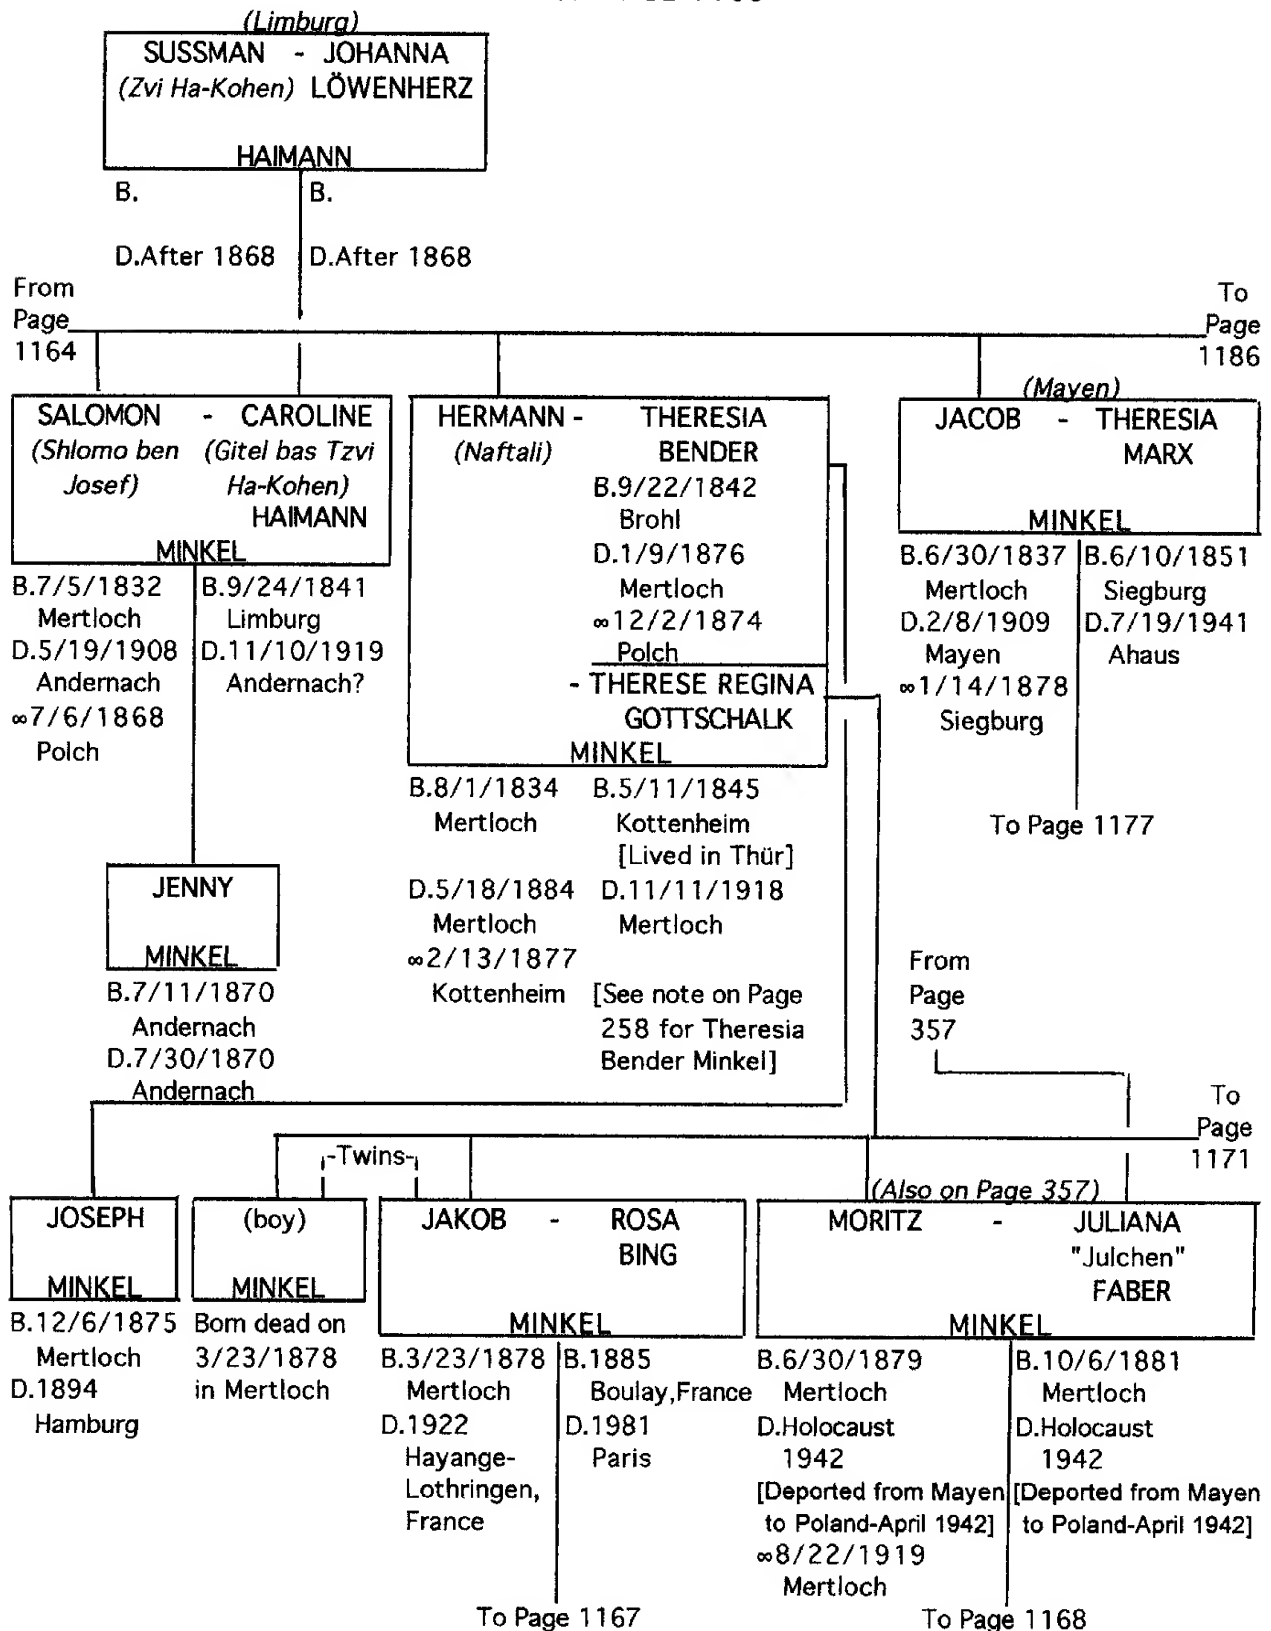 (Limburg)
SUSSMAN - JOHANNA
(Zvi Ha-Kohen) LÖWENHERZ
HAIMANN
B. B.
D.After 1868 D.After 1868
From
Page
1164
To
Page
1186
SALOMON - CAROLINE
(Shlomo ben (Gitel bas Tzvi
Josef) Ha-Kohen)
HAIMANN
MINKEL
B.7/5/1832 B.9/24/1841
Mertloch Limburg
D.5/19/1908 D.11/10/1919
Andernach Andernach?
∞7/6/1868
Polch
HERMANN - THERESIA
(Naftali) BENDER
B.9/22/1842
Brohl
D.1/9/1876
Mertloch
∞12/2/1874
Polch
- THERESE REGINA
GOTTSCHALK
MINKEL
B.8/1/1834 B.5/11/1845
Mertloch Kottenheim
[Lived in Thür]
D.5/18/1884 D.11/11/1918
Mertloch Mertloch
∞2/13/1877
Kottenheim [See note on Page
258 for Theresia
Bender Minkel]
(Mayen)
JACOB - THERESIA
MARX
MINKEL
B.6/30/1837 B.6/10/1851
Mertloch Siegburg
D.2/8/1909 D.7/19/1941
Mayen Ahaus
∞1/14/1878
Siegburg
To Page 1177
JENNY
MINKEL
B.7/11/1870
Andernach
D.7/30/1870
Andernach
From
Page
357
To
Page
1171
-Twins-
JOSEPH
MINKEL
B.12/6/1875
Mertloch
D.1894
Hamburg
(boy)
MINKEL
Born dead on
3/23/1878
in Mertloch
JAKOB - ROSA
BING
MINKEL
B.3/23/1878 B.1885
Mertloch Boulay,France
D.1922 D.1981
Hayange- Paris
Lothringen,
France
To Page 1167
(Also on Page 357)
MORITZ - JULIANA
"Julchen"
FABER
MINKEL
B.6/30/1879 B.10/6/1881
Mertloch Mertloch
D.Holocaust D.Holocaust
1942 1942
[Deported from Mayen [Deported from Mayen
to Poland-April 1942] to Poland-April 1942]
∞8/22/1919
Mertloch
To Page 1168